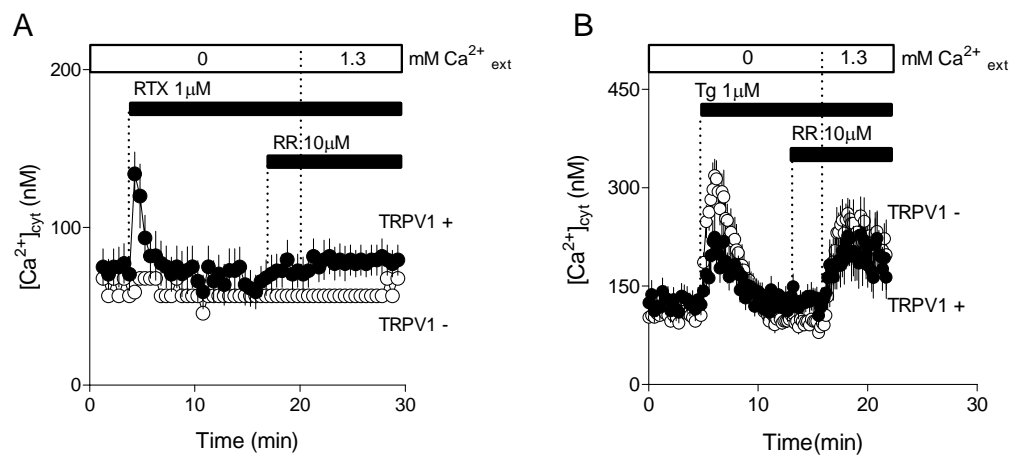 A
0 1.3 mM Ca²⁺ ext
200
RTX 1μM
RR 10μM
TRPV1 +
100
TRPV1 -
0
[Ca²⁺]cyt (nM)
0 10 20 30
Time (min)
B
0 1.3 mM Ca²⁺ ext
450
Tg 1μM
RR 10μM
300
TRPV1 -
150
TRPV1 +
0
[Ca²⁺]cyt (nM)
0 10 20 30
Time(min)